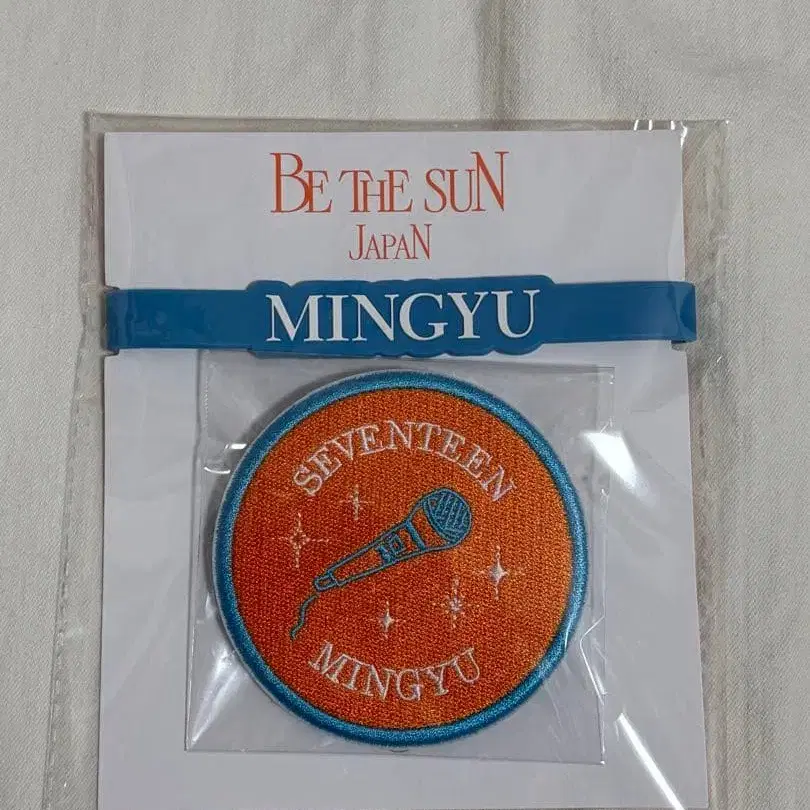 BE THE SUN
JAPAN
MINGYU
SEVENTEEN
MINGYU